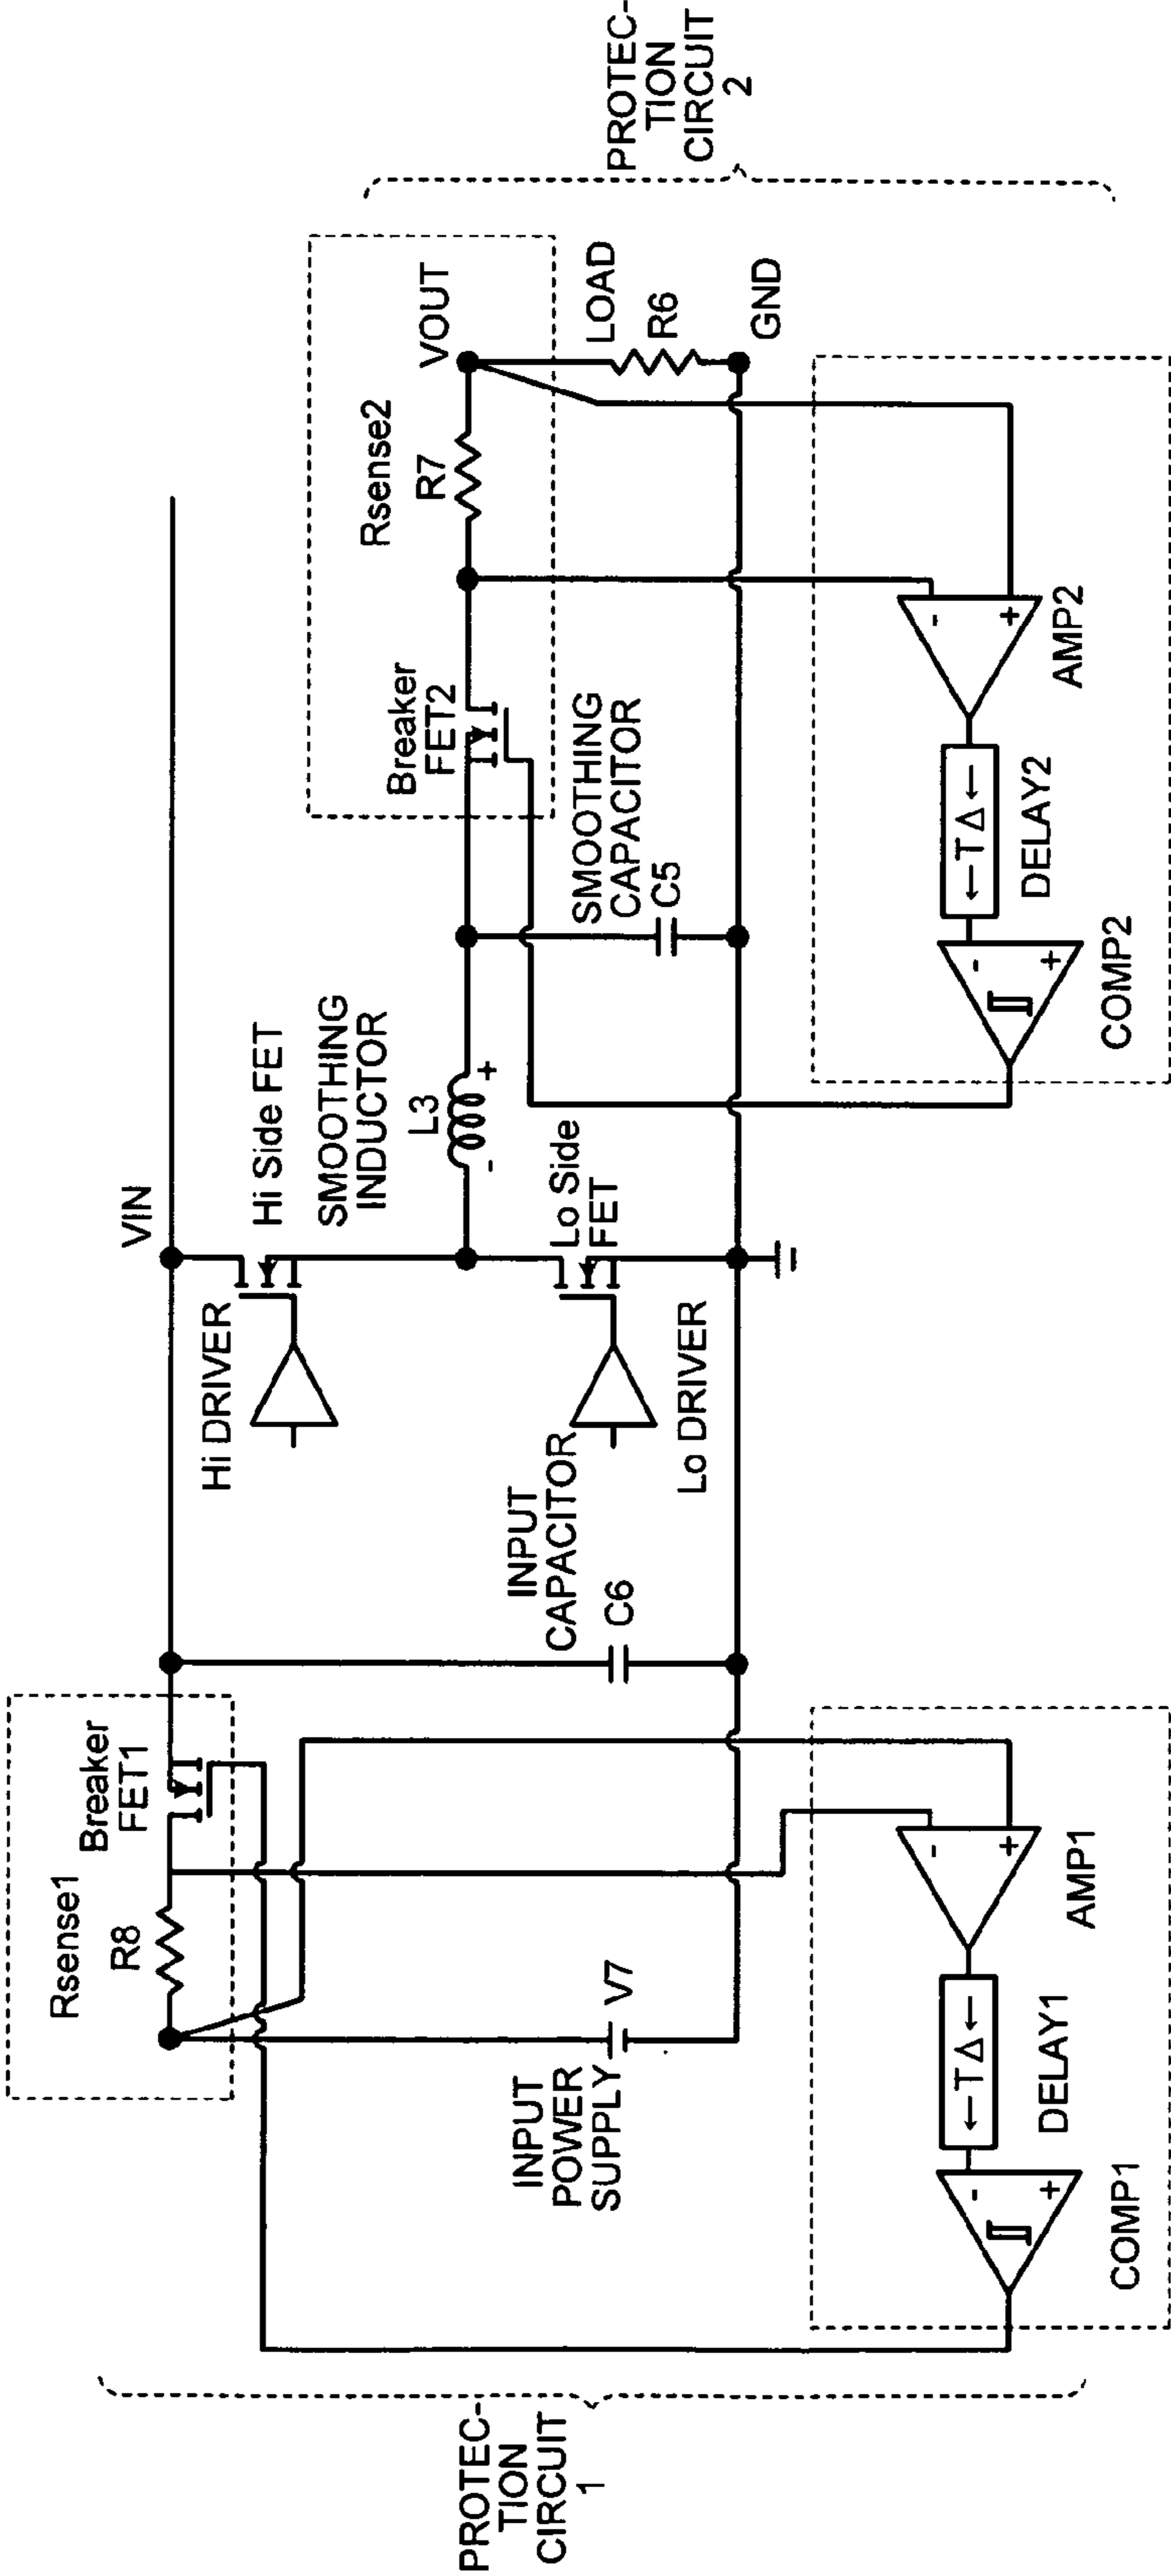 PROTEC-
TION
CIRCUIT
1
Rsense1
R8
Breaker
FET1
INPUT
POWER
SUPPLY
V7
INPUT
CAPACITOR
C6
COMP1
- +
←TΔ←
DELAY1
AMP1
- +
VIN
Hi DRIVER
Hi Side FET
Lo DRIVER
Lo Side
FET
SMOOTHING
INDUCTOR
L3
- +
SMOOTHING
CAPACITOR
C5
Breaker
FET2
Rsense2
R7
VOUT
LOAD
R6
GND
COMP2
- +
←TΔ←
DELAY2
AMP2
- +
PROTEC-
TION
CIRCUIT
2